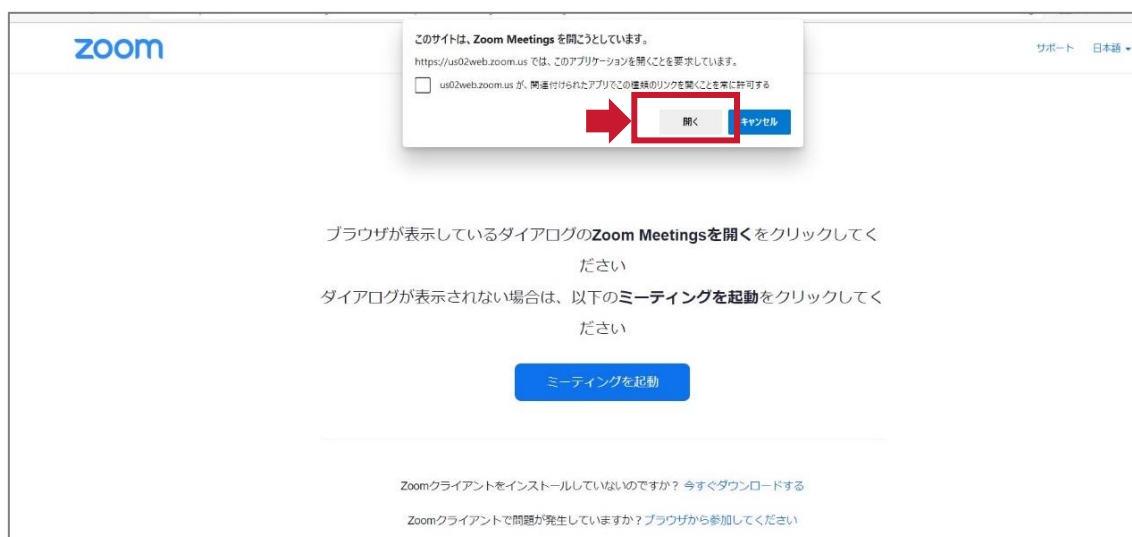 zoom
このサイトは、Zoom Meetings を開こうとしています。
https://us02web.zoom.us では、このアプリケーションを開くことを要求しています。
us02web.zoom.us が、関連付けられたアプリでこの種類のリンクを開くことを常に許可する
開く
キャンセル
サポート 日本語
ブラウザが表示しているダイアログのZoom Meetingsを開くをクリックしてく
ださい
ダイアログが表示されない場合は、以下のミーティングを起動をクリックしてく
ださい
ミーティングを起動
Zoomクライアントをインストールしていないのですか？ 今すぐダウンロードする
Zoomクライアントで問題が発生していますか？ブラウザから参加してください